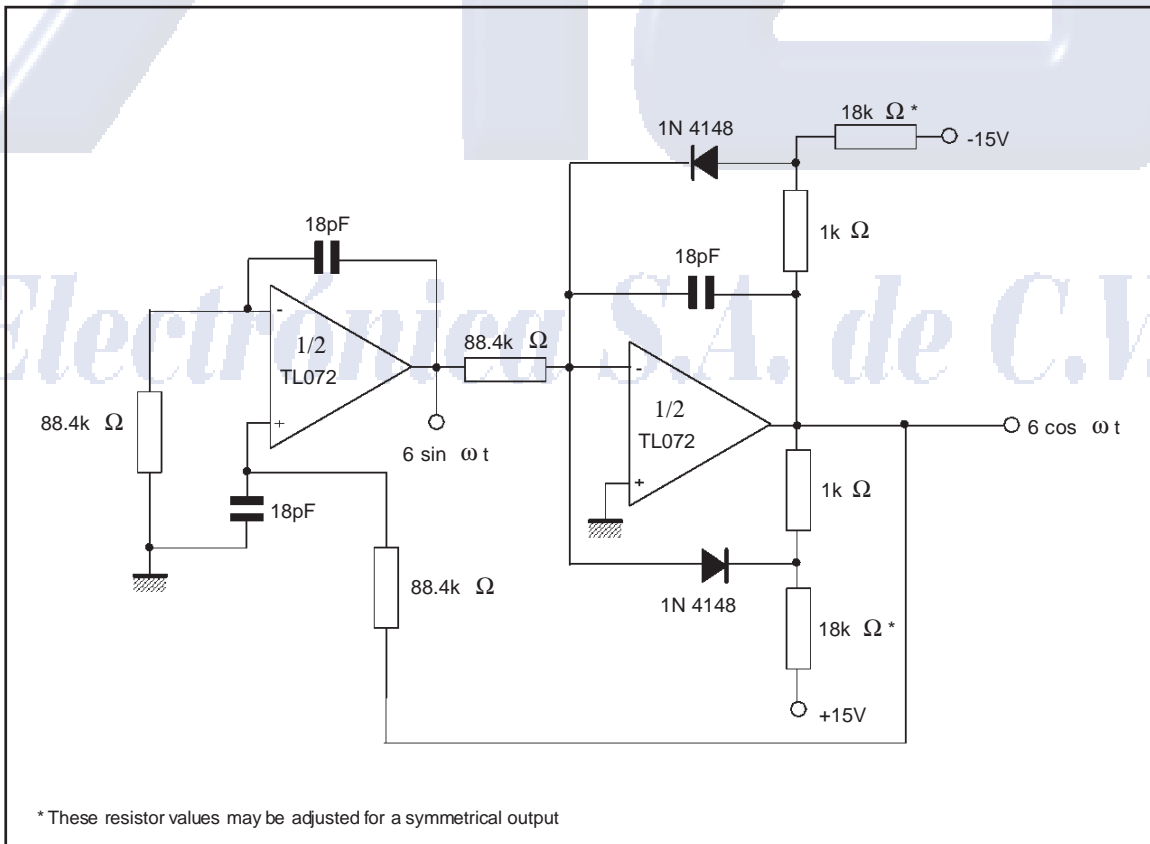 18k Ω *
1N 4148
-15V
1k Ω
18pF
18pF
Electrónica S.A. de C.V
-
1/2
TL072
+
88.4k Ω
88.4k Ω
6 sin ω t
-
1/2
TL072
+
6 cos ω t
18pF
1k Ω
88.4k Ω
1N 4148
18k Ω *
+15V
* These resistor values may be adjusted for a symmetrical output